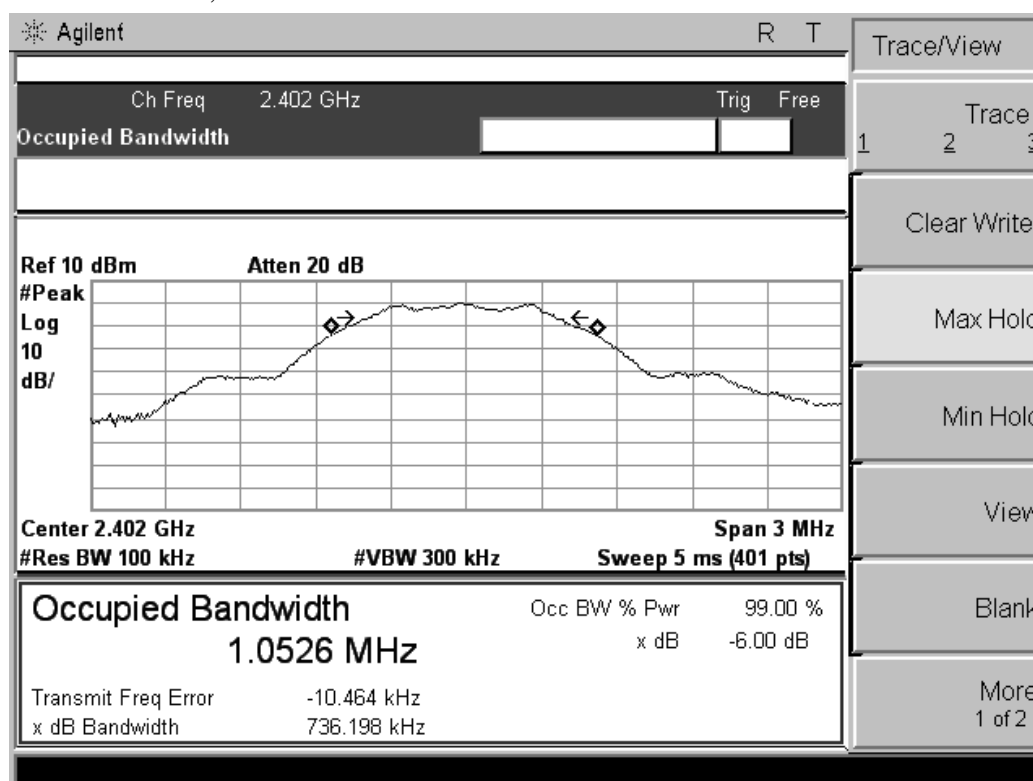 Agilent R T
Trace/View
Ch Freq 2.402 GHz Trig Free
Occupied Bandwidth
Trace
1 2 3
Clear Write
Ref 10 dBm Atten 20 dB
#Peak
Log
10
dB/
Max Hold
Min Hold
View
Center 2.402 GHz Span 3 MHz
#Res BW 100 kHz #VBW 300 kHz Sweep 5 ms (401 pts)
Occupied Bandwidth
1.0526 MHz
Occ BW % Pwr 99.00 %
x dB -6.00 dB
Transmit Freq Error -10.464 kHz
x dB Bandwidth 736.198 kHz
Blank
More
1 of 2